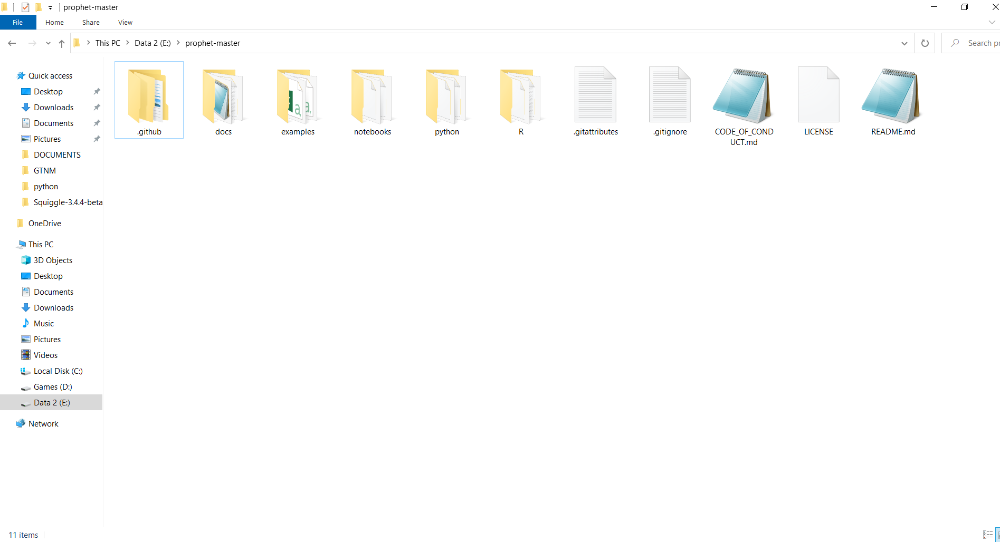 prophet-master
File Home Share View
This PC Data 2 (E:) prophet-master
Search pr
Quick access
Desktop
Downloads
Documents
Pictures
DOCUMENTS
GTNM
python
Squiggle-3.4.4-beta
OneDrive
This PC
3D Objects
Desktop
Documents
Downloads
Music
Pictures
Videos
Local Disk (C:)
Games (D:)
Data 2 (E:)
Network
.github
docs
examples
notebooks
python
R
.gitattributes
.gitignore
CODE_OF_COND
UCT.md
LICENSE
README.md
11 items